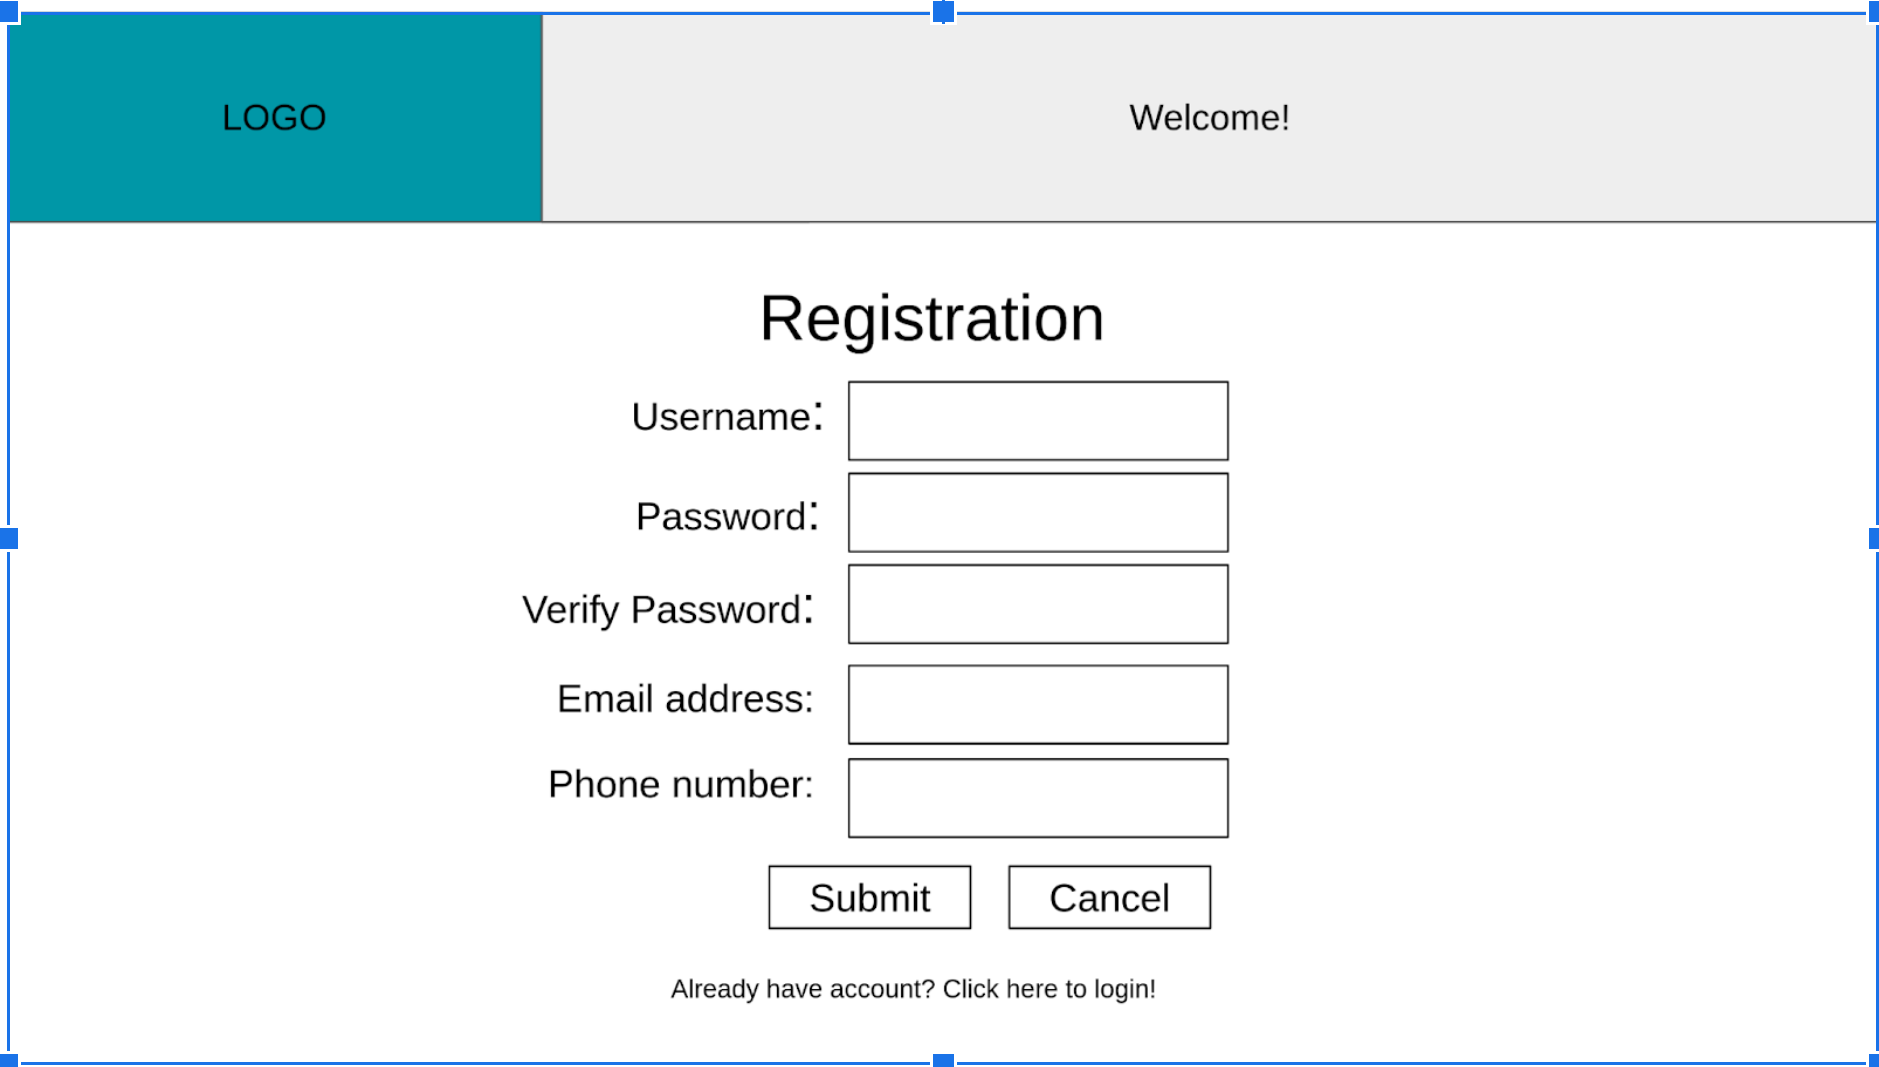 LOGO
Welcome!
Registration
Username:
Password:
Verify Password:
Email address:
Phone number:
Submit
Cancel
Already have account? Click here to login!